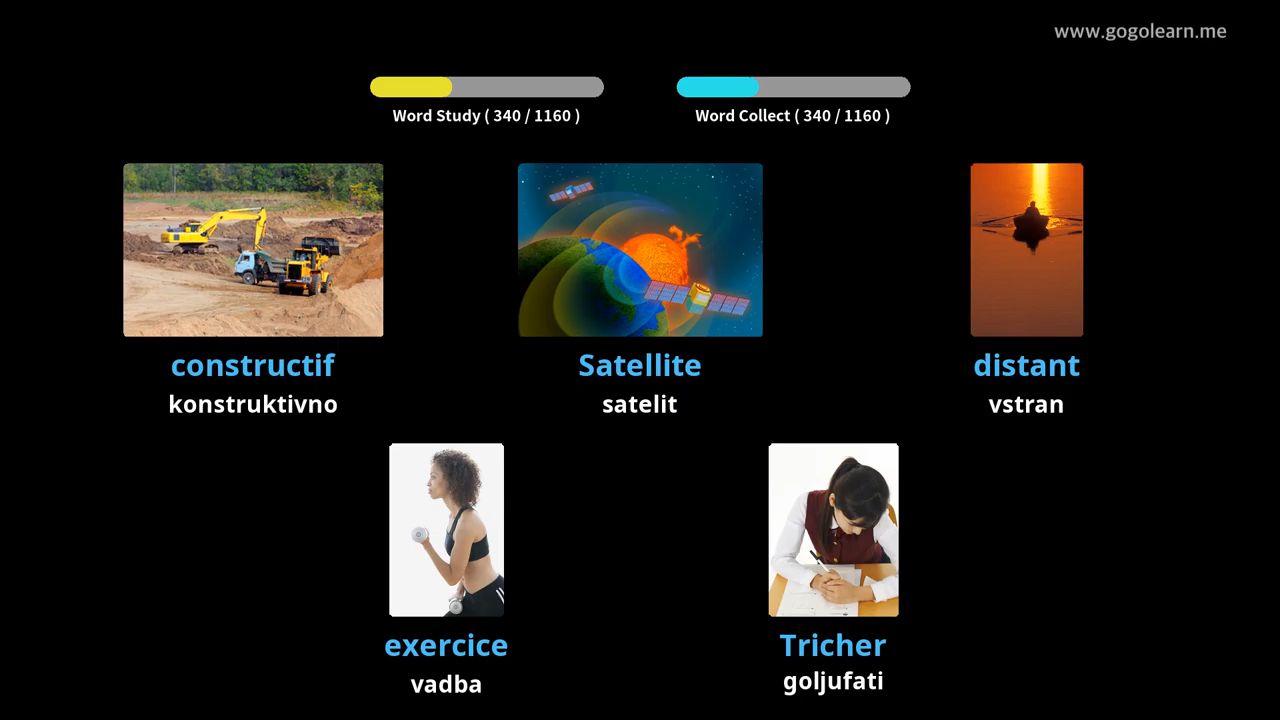 www.gogolearn.me
Word Study ( 340 / 1160 )
Word Collect ( 340 / 1160 )
constructif
konstruktivno
Satellite
satelit
distant
vstran
exercice
vadba
Tricher
goljufati